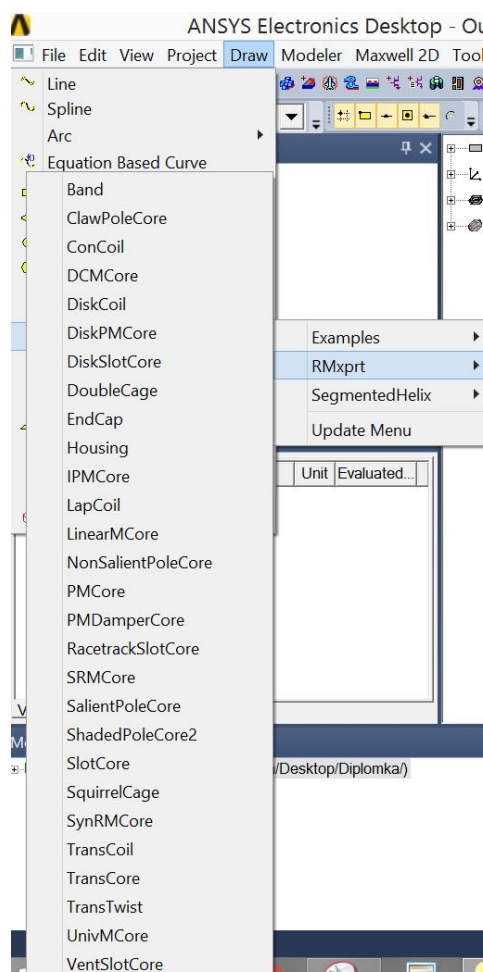 ANSYS Electronics Desktop - Ou
File Edit View Project Draw Modeler Maxwell 2D Tool
Line
Spline
Arc
Equation Based Curve
Band
ClawPoleCore
ConCoil
DCMCore
DiskCoil
DiskPMCore
DiskSlotCore
DoubleCage
EndCap
Housing
IPMCore
LapCoil
LinearMCore
NonSalientPoleCore
PMCore
PMDamperCore
RacetrackSlotCore
SRMCore
SalientPoleCore
ShadedPoleCore2
SlotCore
SquirrelCage
SynRMCore
TransCoil
TransCore
TransTwist
UnivMCore
VentSlotCore
Examples
RMxprt
SegmentedHelix
Update Menu
Unit Evaluated...
/Desktop/Diplomka/)